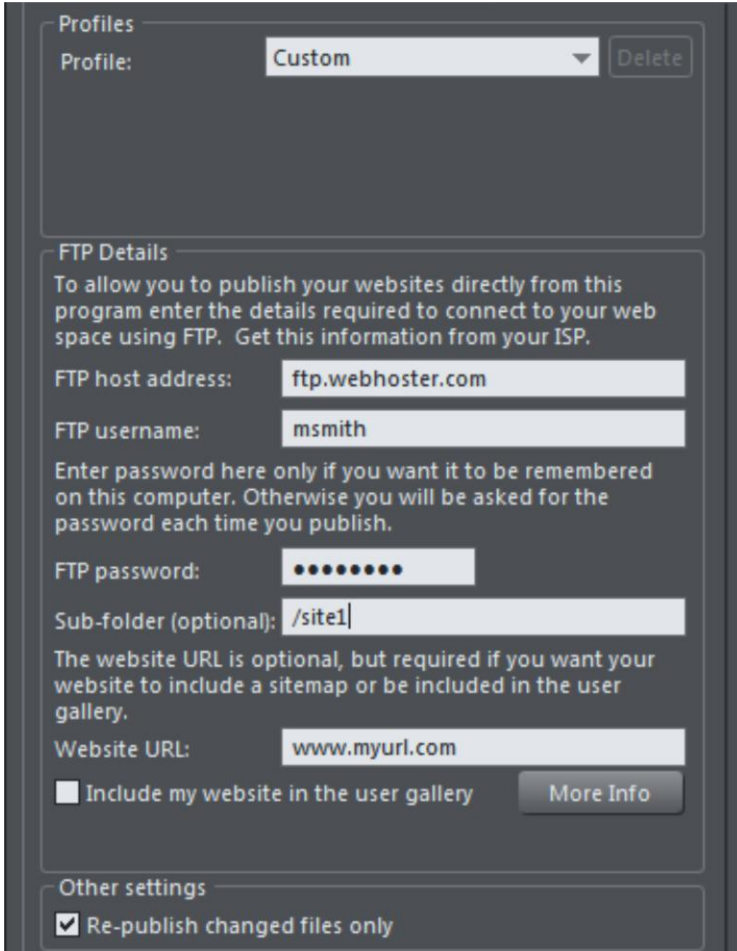 Profiles
Profile: Custom Delete
FTP Details
To allow you to publish your websites directly from this
program enter the details required to connect to your web
space using FTP. Get this information from your ISP.
FTP host address: ftp.webhoster.com
FTP username: msmith
Enter password here only if you want it to be remembered
on this computer. Otherwise you will be asked for the
password each time you publish.
FTP password: ••••••••
Sub-folder (optional): /site1
The website URL is optional, but required if you want your
website to include a sitemap or be included in the user
gallery.
Website URL: www.myurl.com
Include my website in the user gallery More Info
Other settings
Re-publish changed files only